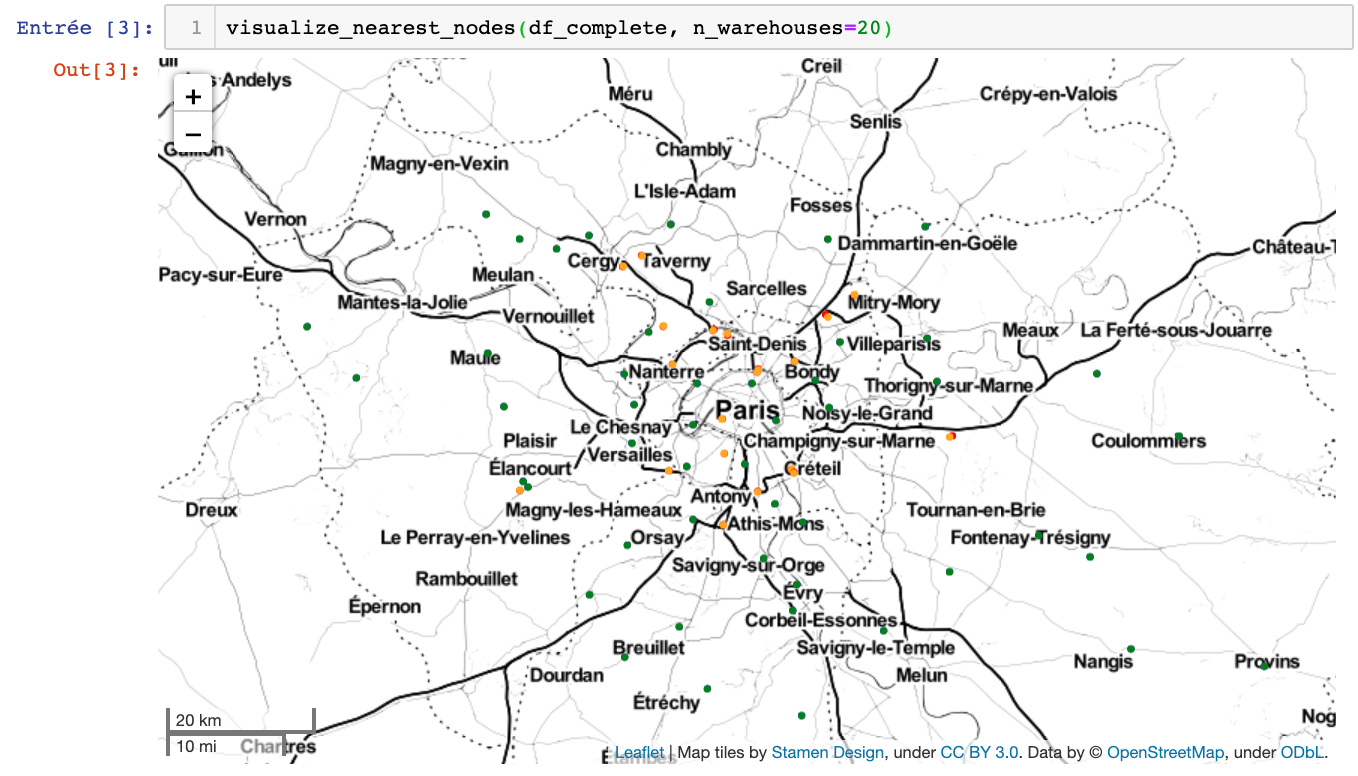 Entrée [3]:
1 visualize_nearest_nodes(df_complete, n_warehouses=20)
Out[3]:
+
−
Andelys
Creil
Méru
Crépy-en-Valois
Senlis
Guillon
Chambly
Magny-en-Vexin
L'Isle-Adam
Fosses
Vernon
Dammartin-en-Goële
Château-T
Cergy
Taverny
Pacy-sur-Eure
Meulan
Sarcelles
Mantes-la-Jolie
Mitry-Mory
Vernouillet
Meaux
La Ferté-sous-Jouarre
Saint-Denis
Villeparisis
Maule
Nanterre
Bondy
Thorigny-sur-Marne
Paris
Noisy-le-Grand
Le Chesnay
Plaisir
Champigny-sur-Marne
Coulommiers
Versailles
Élancourt
Créteil
Antony
Dreux
Magny-les-Hameaux
Tournan-en-Brie
Athis-Mons
Le Perray-en-Yvelines
Orsay
Fontenay-Trésigny
Savigny-sur-Orge
Rambouillet
Évry
Épernon
Corbeil-Essonnes
Breuillet
Savigny-le-Temple
Nangis
Provins
Dourdan
Melun
Étréchy
Nog
20 km
10 mi
Chartres
Étampes
Leaflet | Map tiles by Stamen Design, under CC BY 3.0. Data by © OpenStreetMap, under ODbL.